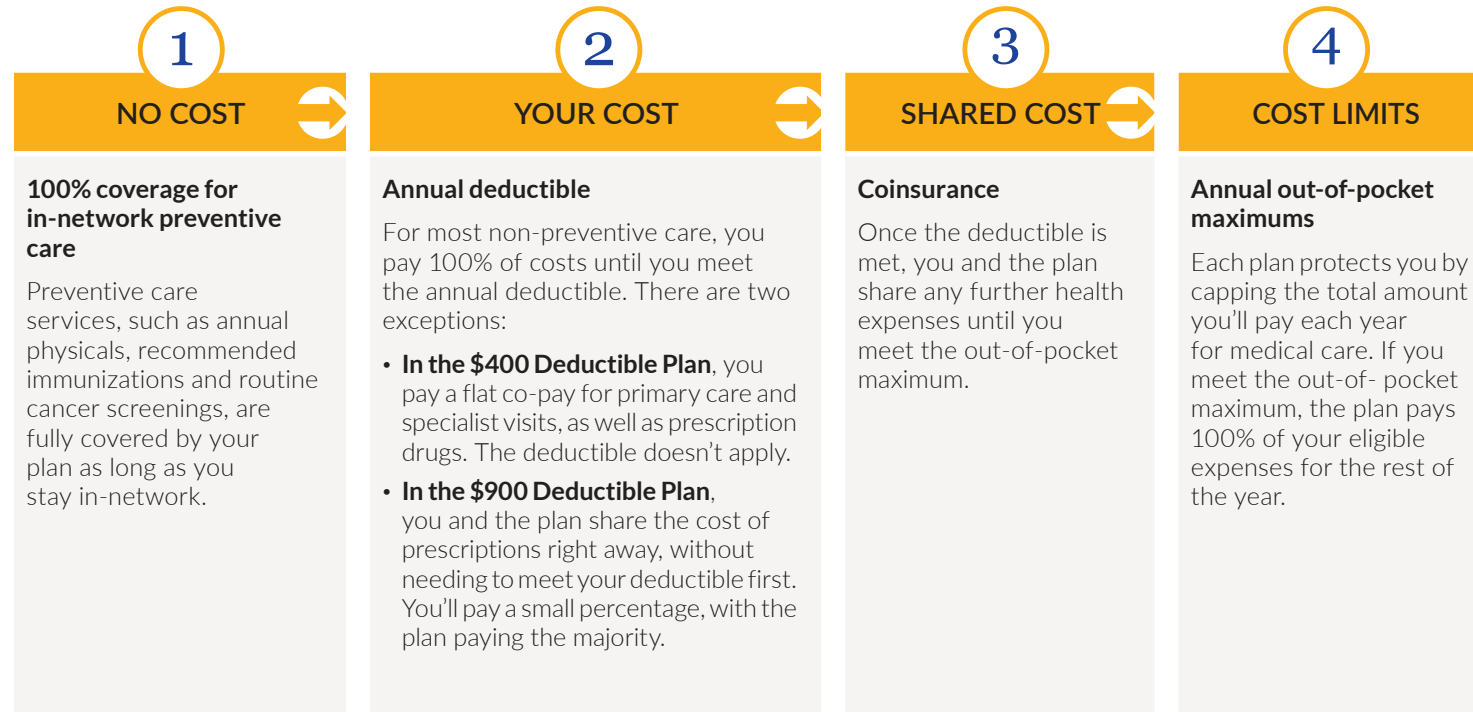 1
NO COST
100% coverage for
in-network preventive
care
Preventive care
services, such as annual
physicals, recommended
immunizations and routine
cancer screenings, are
fully covered by your
plan as long as you
stay in-network.
2
YOUR COST
Annual deductible
For most non-preventive care, you
pay 100% of costs until you meet
the annual deductible. There are two
exceptions:
• In the $400 Deductible Plan, you
pay a flat co-pay for primary care and
specialist visits, as well as prescription
drugs. The deductible doesn’t apply.
• In the $900 Deductible Plan,
you and the plan share the cost of
prescriptions right away, without
needing to meet your deductible first.
You’ll pay a small percentage, with the
plan paying the majority.
3
SHARED COST
Coinsurance
Once the deductible is
met, you and the plan
share any further health
expenses until you
meet the out-of-pocket
maximum.
4
COST LIMITS
Annual out-of-pocket
maximums
Each plan protects you by
capping the total amount
you’ll pay each year
for medical care. If you
meet the out-of- pocket
maximum, the plan pays
100% of your eligible
expenses for the rest of
the year.